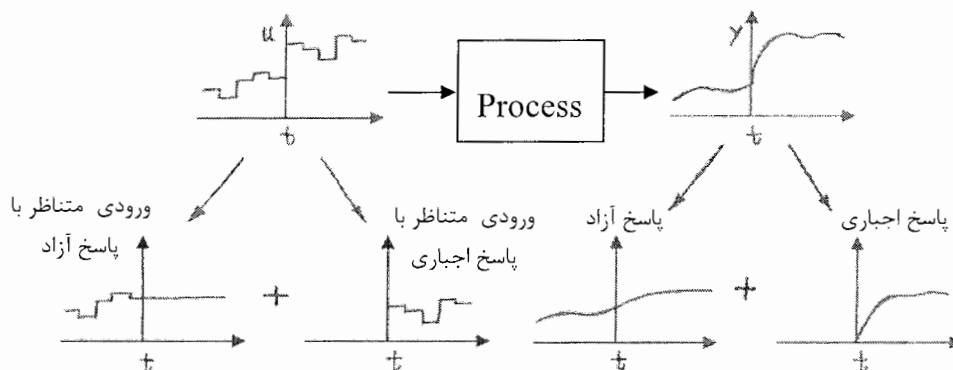 u
y
t
Process
t
ورودی متناظر با
پاسخ آزاد
ورودی متناظر با
پاسخ اجباری
پاسخ آزاد
پاسخ اجباری
+
+
t
t
t
t